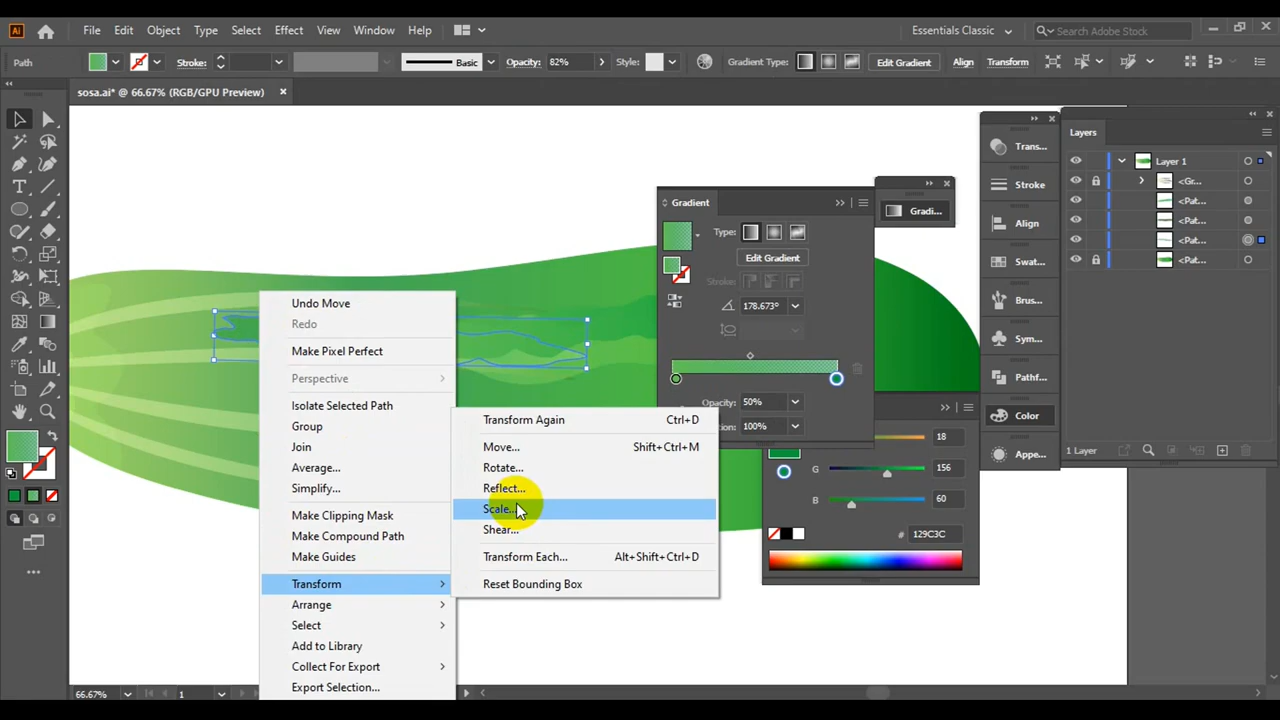 Ai File Edit Object Select Type Effect View Window Help Essentials Classic Search Adobe Stock
Path Stroke: Basic Opacity: 82% Style: Gradient Type: Edit Gradient Align Transform
sosa.ai* @ 66.67% (RGB/GPU Preview)
Undo Move
Redo
Make Pixel Perfect
Perspective
Isolate Selected Path
Group
Join
Average...
Simplify...
Make Clipping Mask
Make Compound Path
Make Guides
Transform
Arrange
Select
Add to Library
Collect For Export
Export Selection...
Transform Again Ctrl+D
Move... Shift+Ctrl+M
Rotate...
Reflect...
Scale...
Shear...
Transform Each... Alt+Shift+Ctrl+D
Reset Bounding Box
Gradient
Type:
Edit Gradient
Stroke:
178.673°
Opacity: 50%
100%
Gradi...
18
G 156
B 60
# 129C3C
Trans...
Stroke
Align
Swat...
Brus...
Sym...
Pathf...
Color
Appe...
Layers
Layer 1
<Gr...
<Pat...
<Pat...
<Pat...
<Pat...
1 Layer
66.67% 1